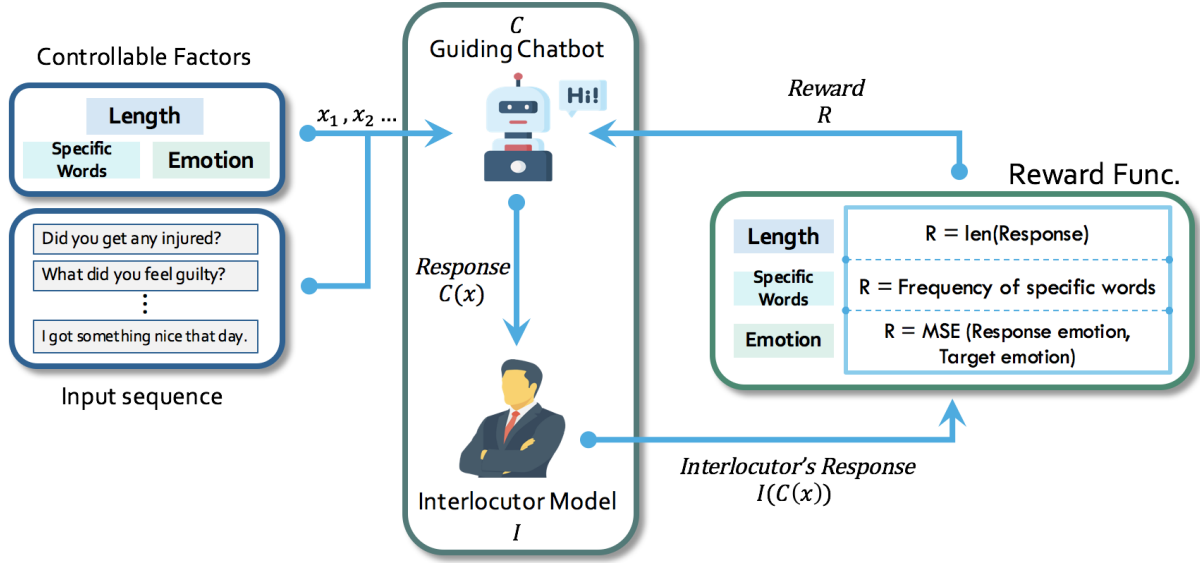 Controllable Factors
Length
Specific
Words
Emotion
Did you get any injured?
What did you feel guilty?
I got something nice that day.
Input sequence
x₁ , x₂ ...
C
Guiding Chatbot
Hi!
Response
C(x)
Interlocutor Model
I
Reward
R
Reward Func.
Length
R = len(Response)
Specific
Words
R = Frequency of specific words
Emotion
R = MSE (Response emotion,
Target emotion)
Interlocutor's Response
I(C(x))